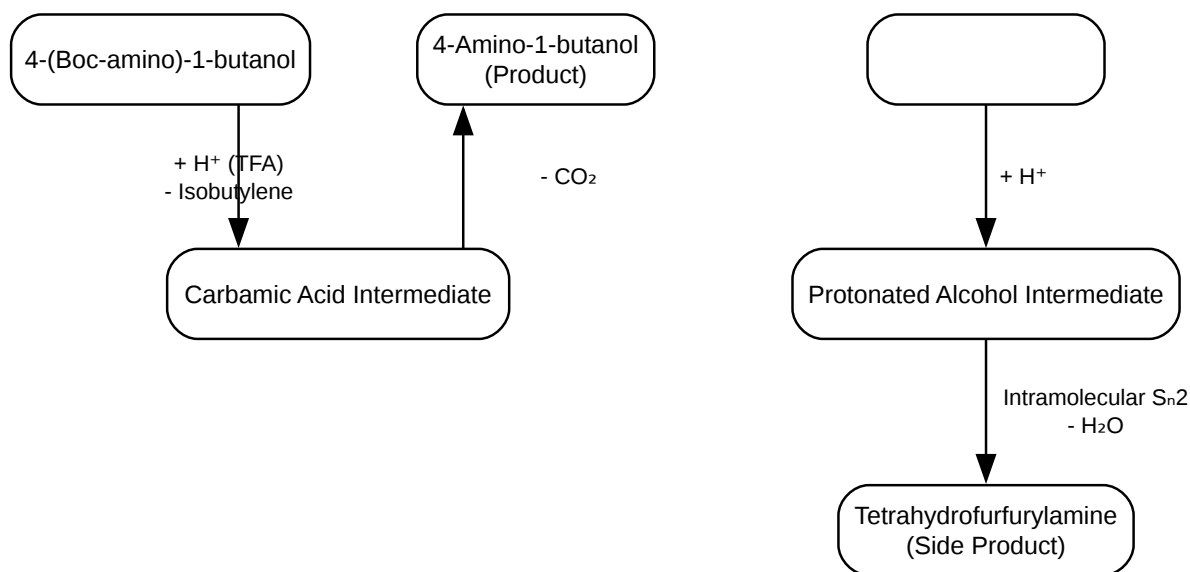 4-(Boc-amino)-1-butanol
4-Amino-1-butanol
(Product)
+ H⁺ (TFA)
- Isobutylene
- CO₂
+ H⁺
Carbamic Acid Intermediate
Protonated Alcohol Intermediate
Intramolecular Sₙ2
- H₂O
Tetrahydrofurfurylamine
(Side Product)